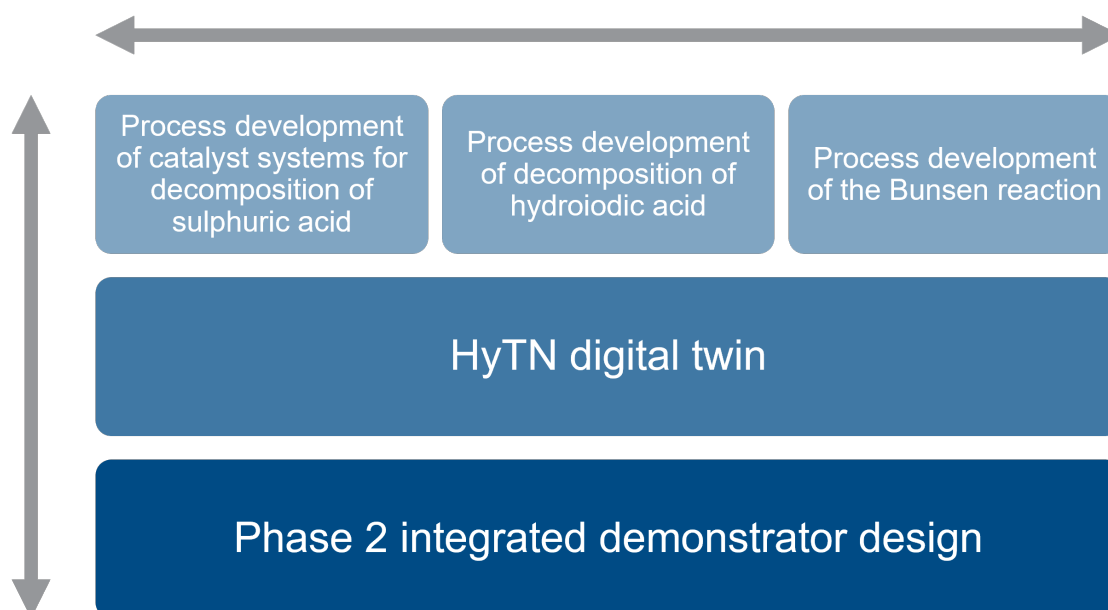 Process development
of catalyst systems for
decomposition of
sulphuric acid
Process development
of decomposition of
hydroiodic acid
Process development
of the Bunsen reaction
HyTN digital twin
Phase 2 integrated demonstrator design